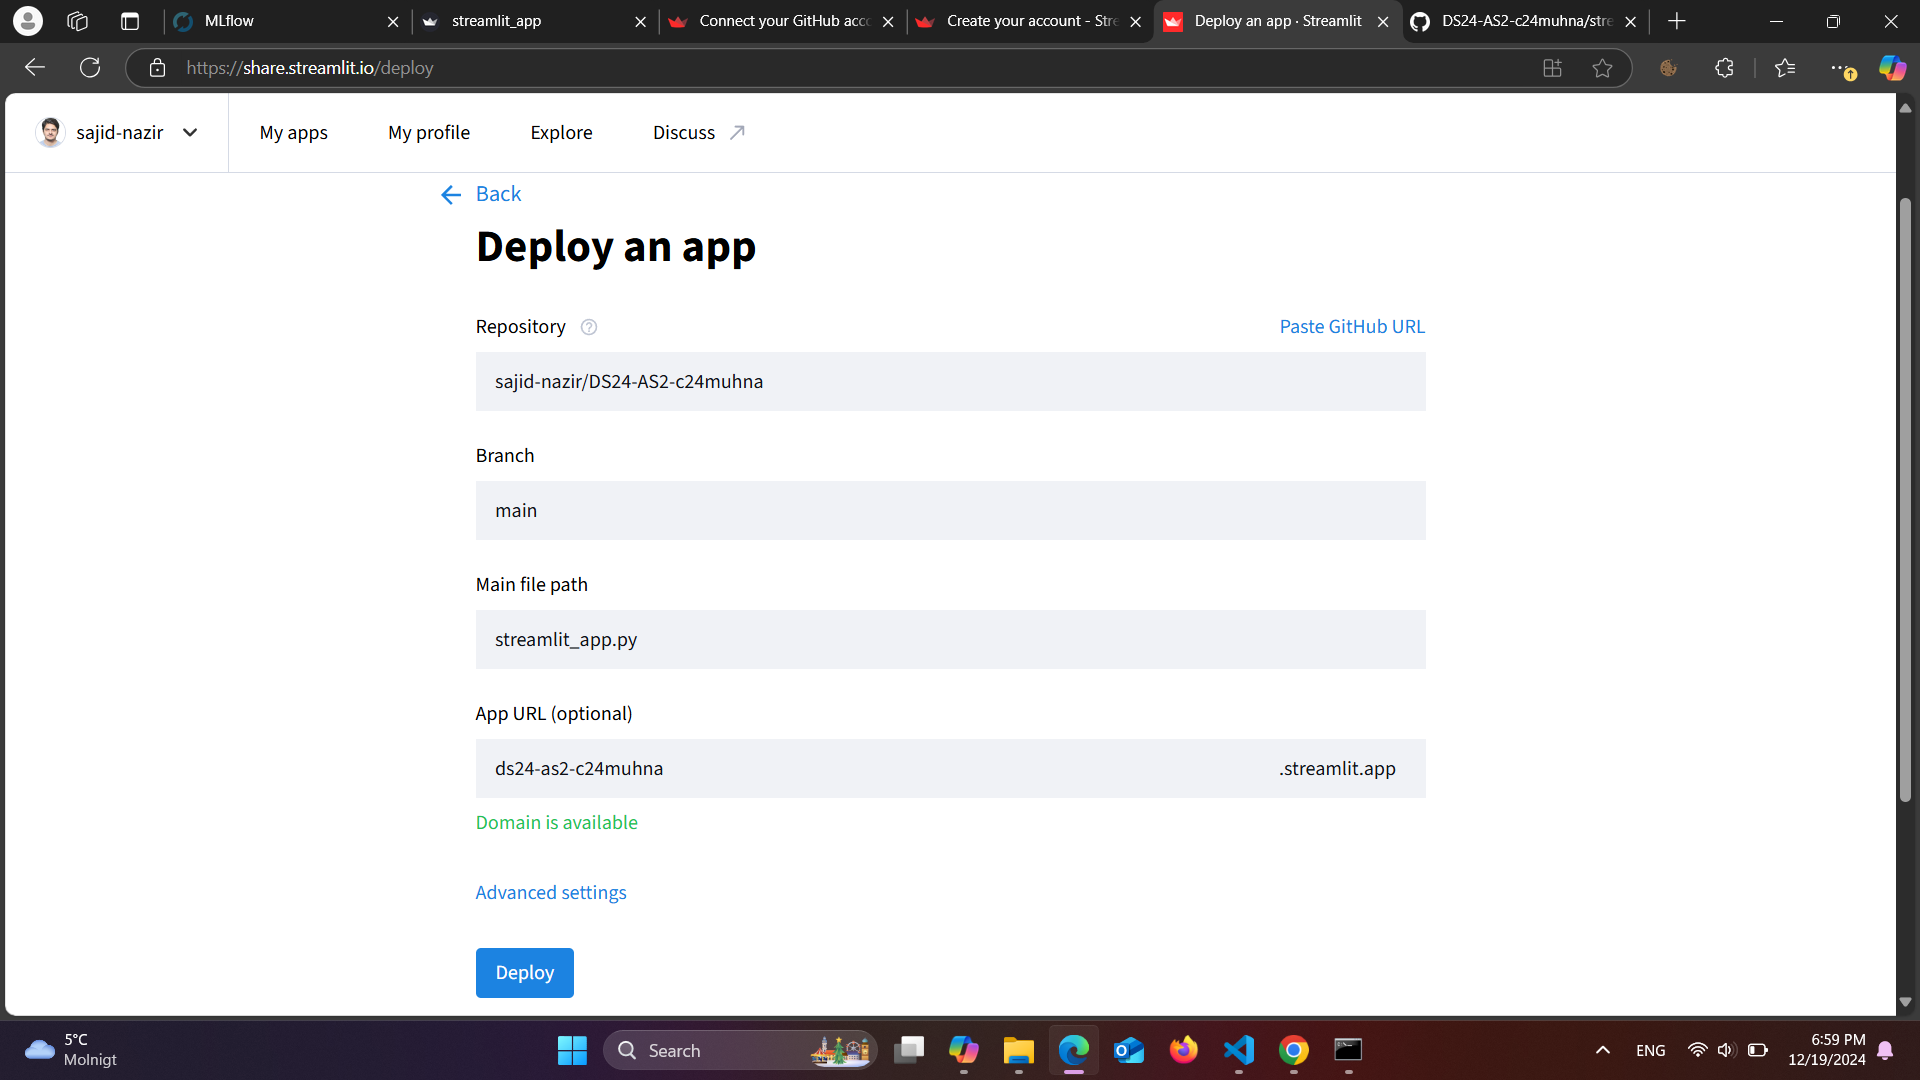 MLflow
streamlit_app
Connect your GitHub acc
Create your account - Stre
Deploy an app · Streamlit
DS24-AS2-c24muhna/stre
https://share.streamlit.io/deploy
sajid-nazir
My apps
My profile
Explore
Discuss
Back
Deploy an app
Repository
Paste GitHub URL
sajid-nazir/DS24-AS2-c24muhna
Branch
main
Main file path
streamlit_app.py
App URL (optional)
ds24-as2-c24muhna
.streamlit.app
Domain is available
Advanced settings
Deploy
5°C
Molnigt
Search
ENG
6:59 PM
12/19/2024